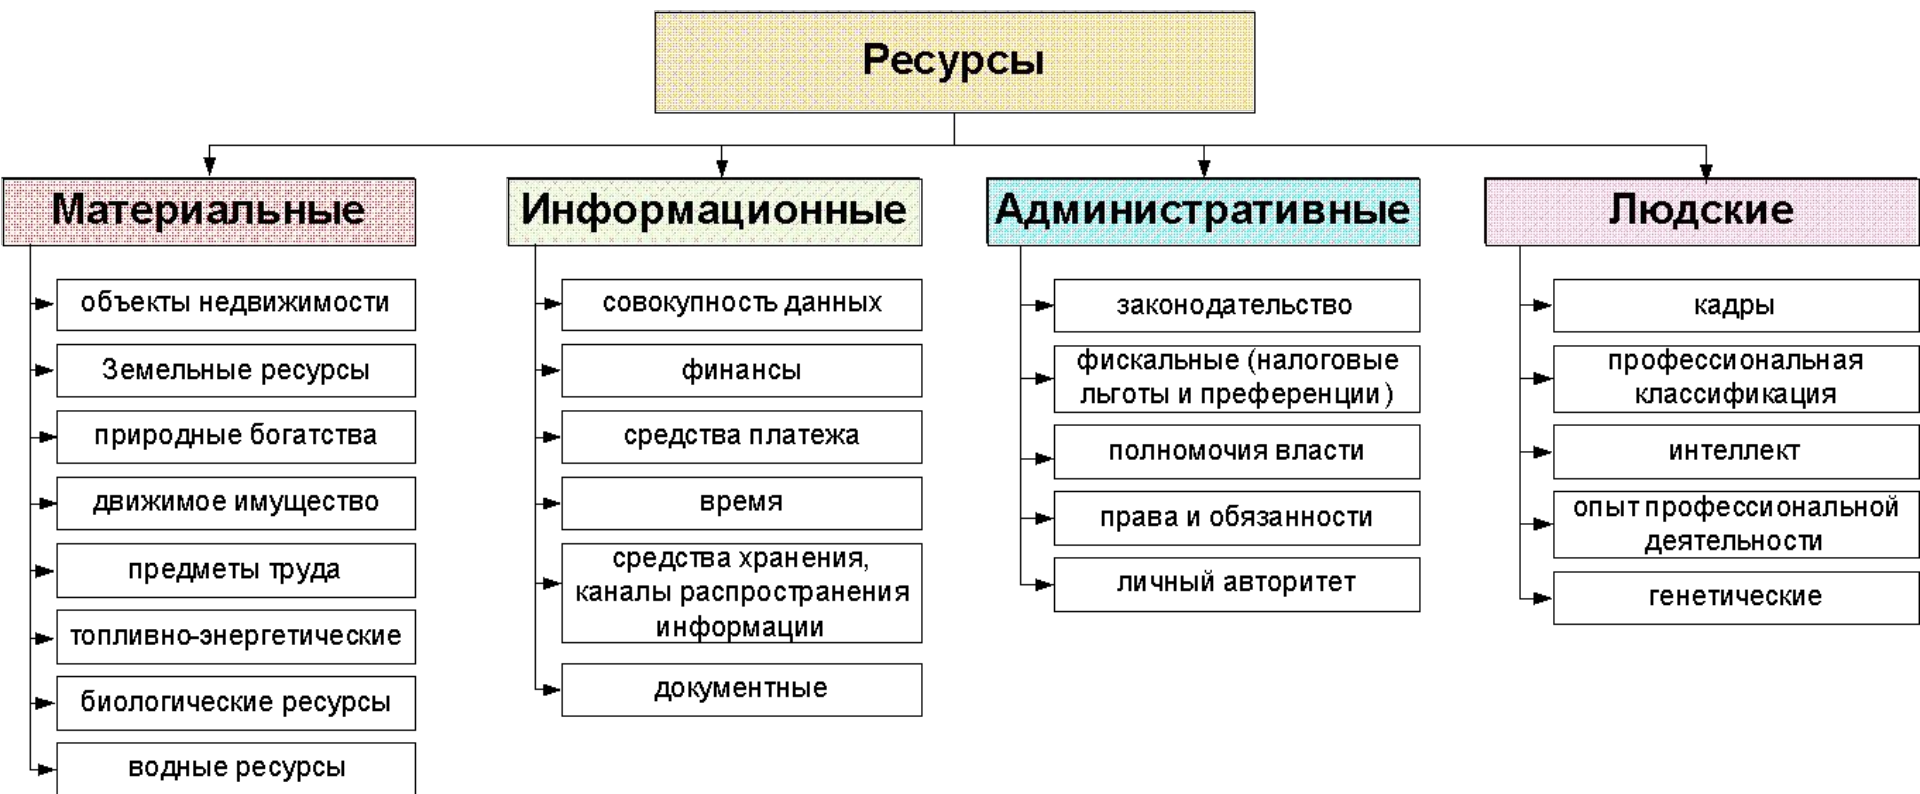 Ресурсы
Материальные
объекты недвижимости
Земельные ресурсы
природные богатства
движимое имущество
предметы труда
топливно-энергетические
биологические ресурсы
водные ресурсы
Информационные
совокупность данных
финансы
средства платежа
время
средства хранения,
каналы распространения
информации
документные
Административные
законодательство
фискальные (налоговые
льготы и преференции)
полномочия власти
права и обязанности
личный авторитет
Людские
кадры
профессиональная
классификация
интеллект
опыт профессиональной
деятельности
генетические